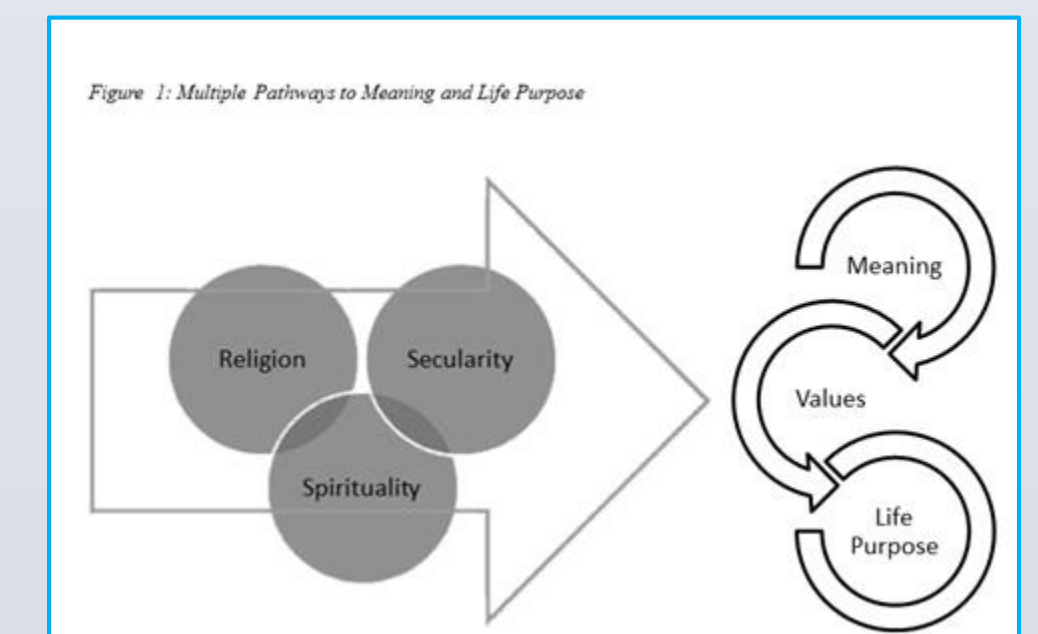 Figure 1: Multiple Pathways to Meaning and Life Purpose
Religion
Secularity
Spirituality
Meaning
Values
Life
Purpose